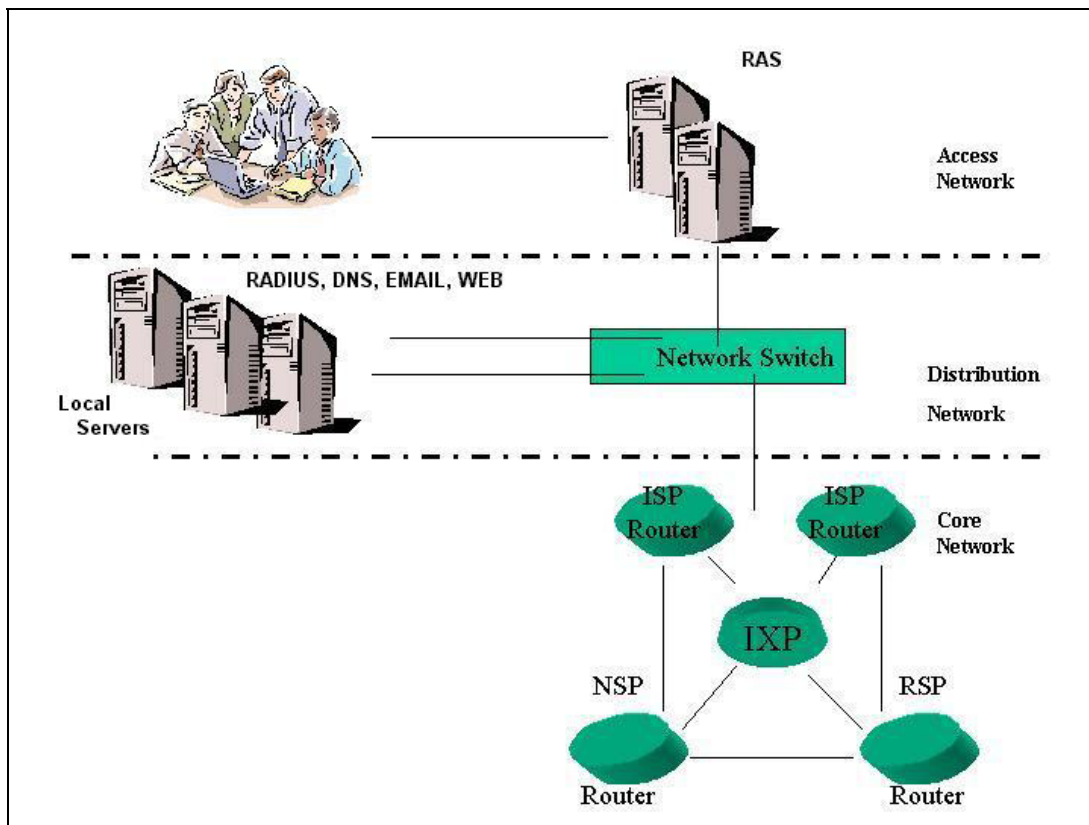 RAS
Access
Network
RADIUS, DNS, EMAIL, WEB
Network Switch
Local
Servers
Distribution
Network
ISP
Router
ISP
Router
Core
Network
IXP
NSP
RSP
Router
Router